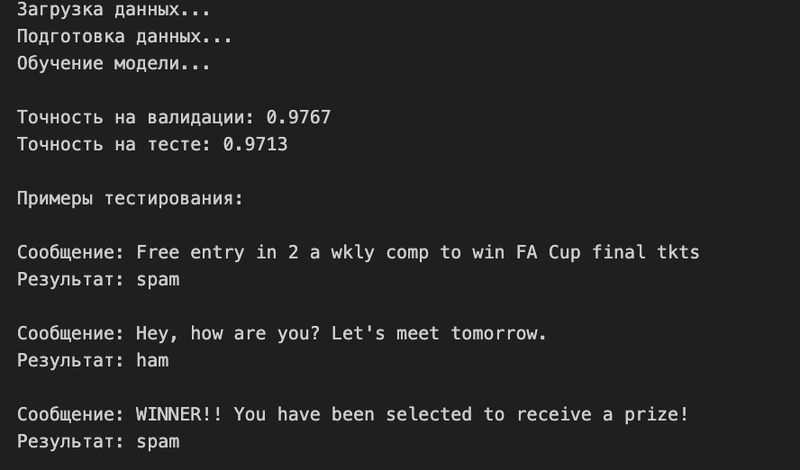 Загрузка данных...
Подготовка данных...
Обучение модели...
Точность на валидации: 0.9767
Точность на тесте: 0.9713
Примеры тестирования:
Сообщение: Free entry in 2 a wkly comp to win FA Cup final tkts
Результат: spam
Сообщение: Hey, how are you? Let's meet tomorrow.
Результат: ham
Сообщение: WINNER!! You have been selected to receive a prize!
Результат: spam